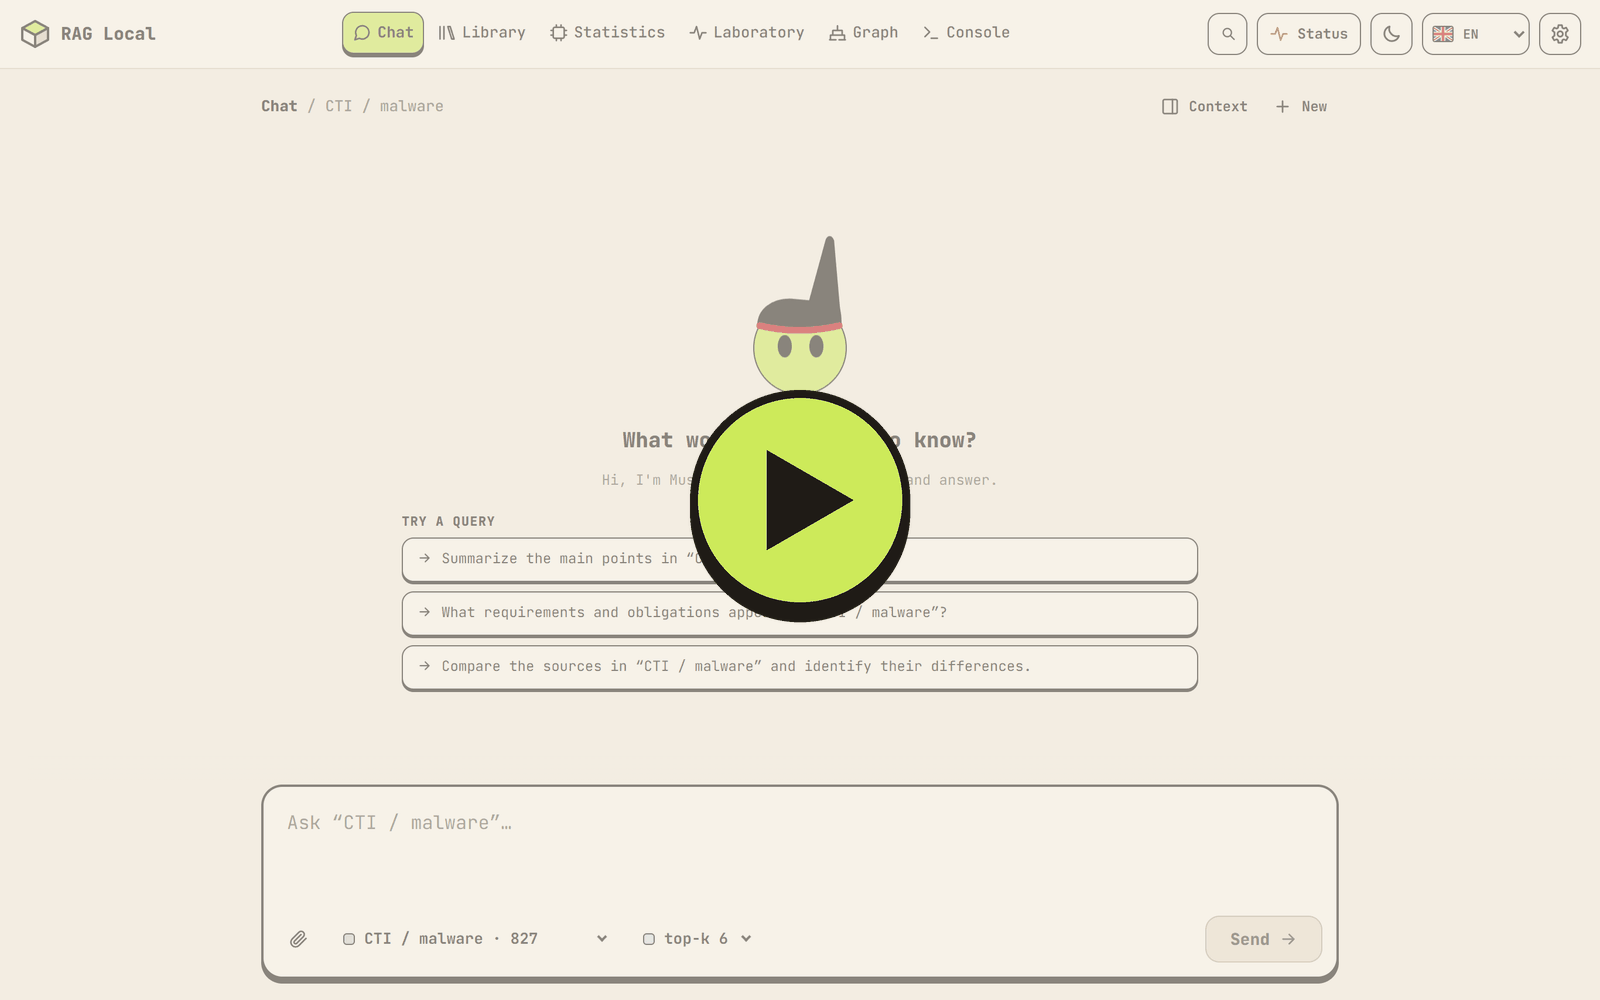 RAG Local
Chat
Library
Statistics
Laboratory
Graph
Console
Status
EN
Chat / CTI / malware
Context
New
What know?
Hi, I'm and answer.
TRY A QUERY
→ Summarize the main points in
→ What requirements and obligations / malware”?
→ Compare the sources in “CTI / malware” and identify their differences.
Ask “CTI / malware”…
CTI / malware · 827
top-k 6
Send →